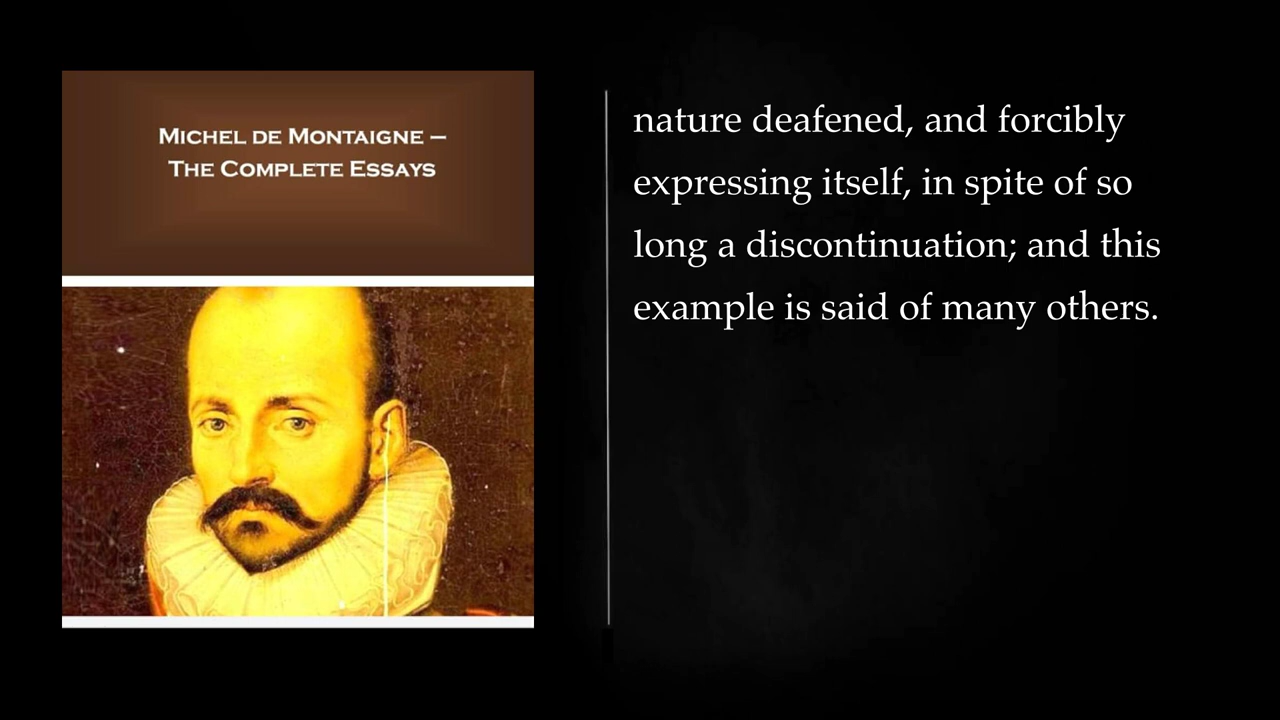 MICHEL DE MONTAIGNE –
THE COMPLETE ESSAYS
nature deafened, and forcibly
expressing itself, in spite of so
long a discontinuation; and this
example is said of many others.